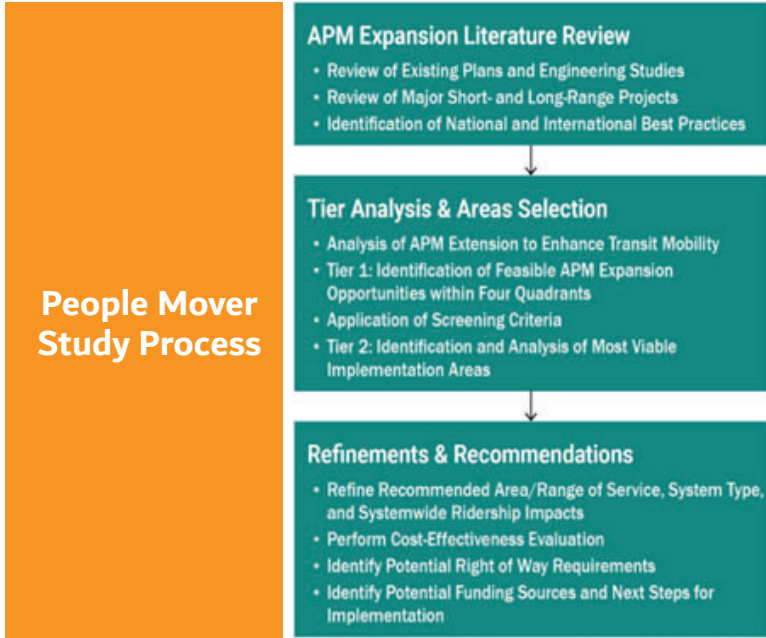 People Mover
Study Process
APM Expansion Literature Review
• Review of Existing Plans and Engineering Studies
• Review of Major Short- and Long-Range Projects
• Identification of National and International Best Practices
Tier Analysis & Areas Selection
• Analysis of APM Extension to Enhance Transit Mobility
• Tier 1: Identification of Feasible APM Expansion
Opportunities within Four Quadrants
• Application of Screening Criteria
• Tier 2: Identification and Analysis of Most Viable
Implementation Areas
Refinements & Recommendations
• Refine Recommended Area/Range of Service, System Type,
and Systemwide Ridership Impacts
• Perform Cost-Effectiveness Evaluation
• Identify Potential Right of Way Requirements
• Identify Potential Funding Sources and Next Steps for
Implementation